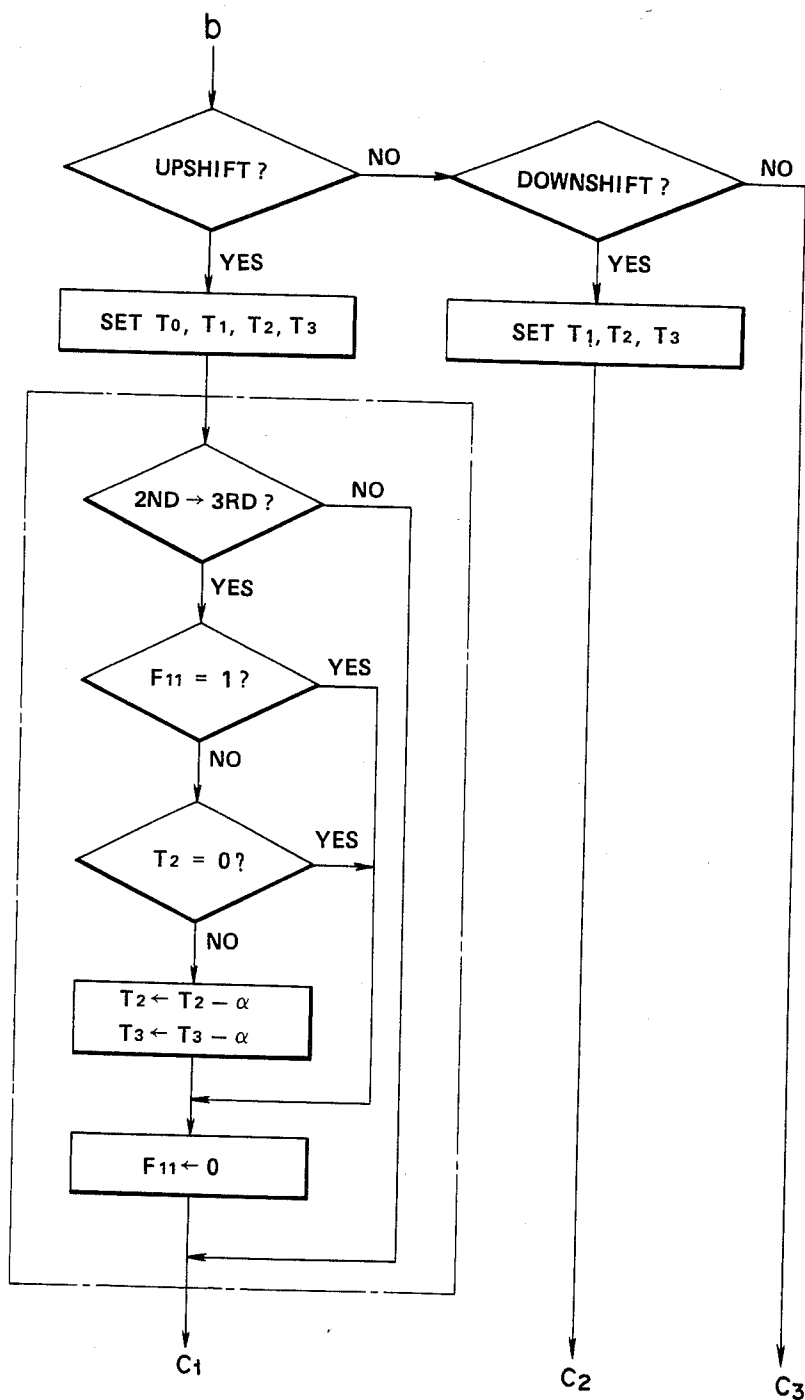 b
UPSHIFT ?
NO
DOWNSHIFT ?
NO
YES
YES
SET T0, T1, T2, T3
SET T1, T2, T3
2ND → 3RD ?
NO
YES
F11 = 1 ?
YES
NO
T2 = 0 ?
YES
NO
T2 ← T2 − α
T3 ← T3 − α
F11 ← 0
C1
C2
C3